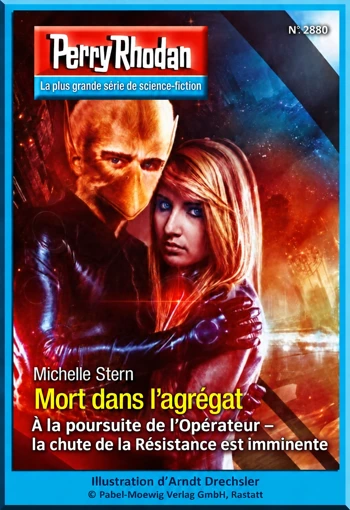 N° 2880
Perry Rhodan
La plus grande série de science-fiction
Michelle Stern
Mort dans l'agrégat
À la poursuite de l'Opérateur –
la chute de la Résistance est imminente
Illustration d'Arndt Drechsler
© Pabel-Moewig Verlag GmbH, Rastatt